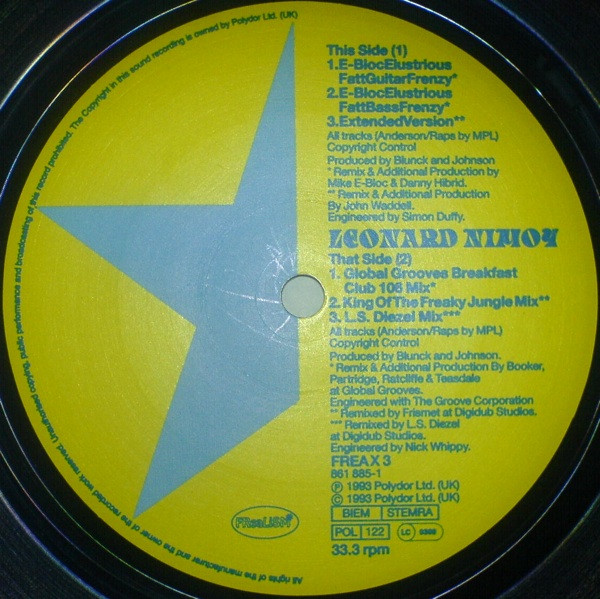 This Side (1)
1.E-BlocElustrious
FattGuitarFrenzy*
2.E-BlocElustrious
FattBassFrenzy*
3.ExtendedVersion**
All tracks (Anderson/Raps by MPL)
Copyright Control
Produced by Blunck and Johnson
* Remix & Additional Production by
Mike E-Bloc & Danny Hibrid.
** Remix & Additional Production
By John Waddell.
Engineered by Simon Duffy.
LEONARD NIMOY
That Side (2)
1. Global Grooves Breakfast
Club 106 Mix*
2. King Of The Freaky Jungle Mix**
3. L.S. Diezel Mix***
All tracks (Anderson/Raps by MPL)
Copyright Control
Produced by Blunck and Johnson.
* Remix & Additional Production By Booker,
Partridge, Ratcliffe & Teasdale
at Global Grooves.
Engineered with The Groove Corporation
** Remixed by Friemet at Digidub Studios.
*** Remixed by L.S. Diezel
at Digidub Studios.
Engineered by Nick Whippy.
FREAX 3
861 885-1
Ⓟ 1993 Polydor Ltd. (UK)
© 1993 Polydor Ltd. (UK)
BIEM STEMRA
POL 122 LC
33.3 rpm
All rights of the manufacturer and the owner of the recorded work reserved. Unauthorised copying, public performance and broadcasting of this record prohibited. The Copyright in this sound recording is owned by Polydor Ltd. (UK)